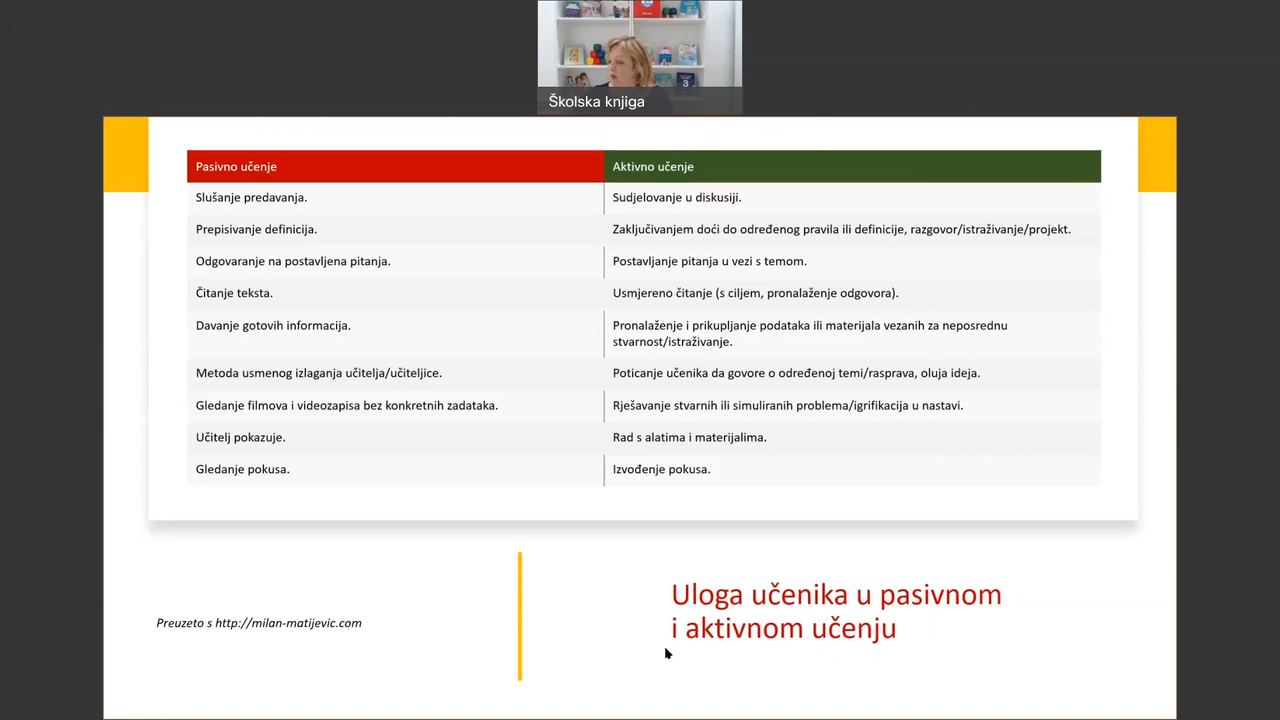 Školska knjiga
Pasivno učenje
Aktivno učenje
Slušanje predavanja.
Sudjelovanje u diskusiji.
Prepisivanje definicija.
Zaključivanjem doći do određenog pravila ili definicije, razgovor/istraživanje/projekt.
Odgovaranje na postavljena pitanja.
Postavljanje pitanja u vezi s temom.
Čitanje teksta.
Usmjereno čitanje (s ciljem, pronalaženje odgovora).
Davanje gotovih informacija.
Pronalaženje i prikupljanje podataka ili materijala vezanih za neposrednu
stvarnost/istraživanje.
Metoda usmenog izlaganja učitelja/učiteljice.
Poticanje učenika da govore o određenoj temi/rasprava, oluja ideja.
Gledanje filmova i videozapisa bez konkretnih zadataka.
Rješavanje stvarnih ili simuliranih problema/igrifikacija u nastavi.
Učitelj pokazuje.
Rad s alatima i materijalima.
Gledanje pokusa.
Izvođenje pokusa.
Preuzeto s http://milan-matijevic.com
Uloga učenika u pasivnom
i aktivnom učenju